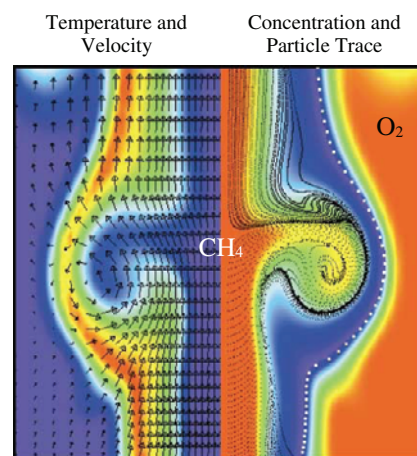 Temperature and
Velocity
Concentration and
Particle Trace
O₂
CH₄